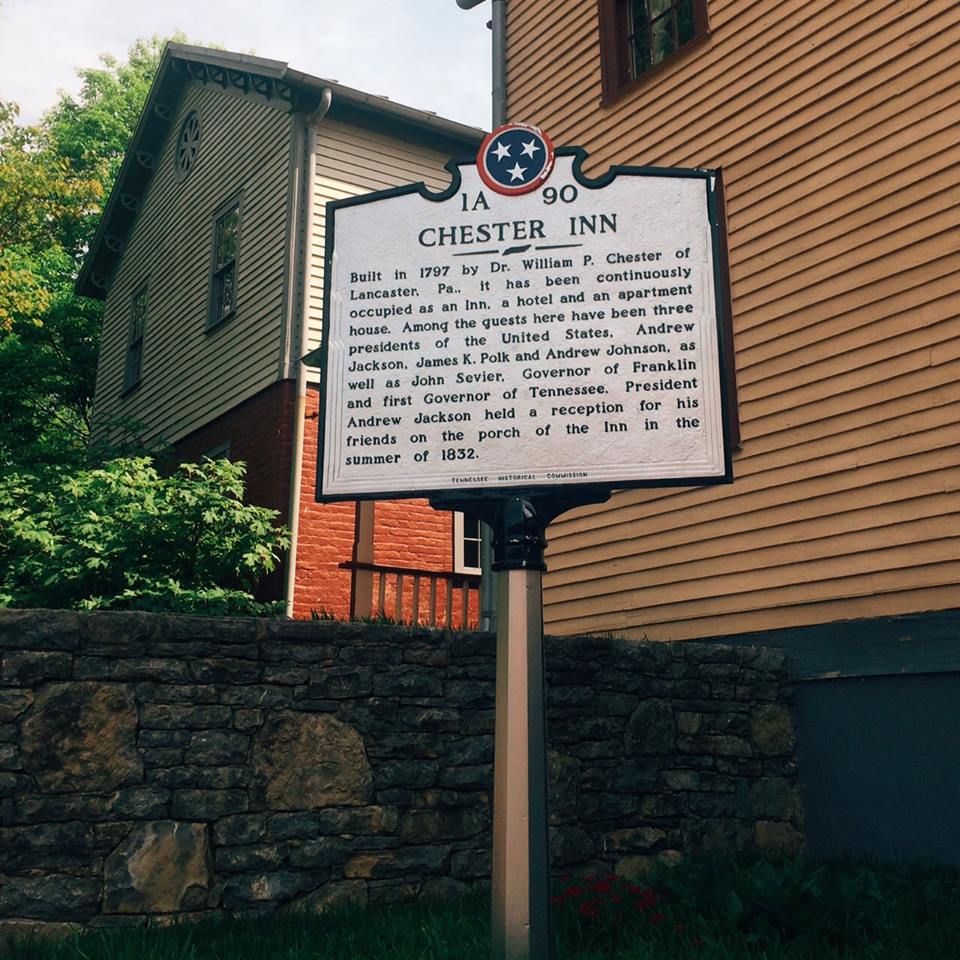 1A 90
CHESTER INN
Built in 1797 by Dr. William P. Chester of
Lancaster, Pa., it has been continuously
occupied as an Inn, a hotel and an apartment
house. Among the guests here have been three
presidents of the United States, Andrew
Jackson, James K. Polk and Andrew Johnson, as
well as John Sevier, Governor of Franklin
and first Governor of Tennessee. President
Andrew Jackson held a reception for his
friends on the porch of the Inn in the
summer of 1832.
TENNESSEE HISTORICAL COMMISSION